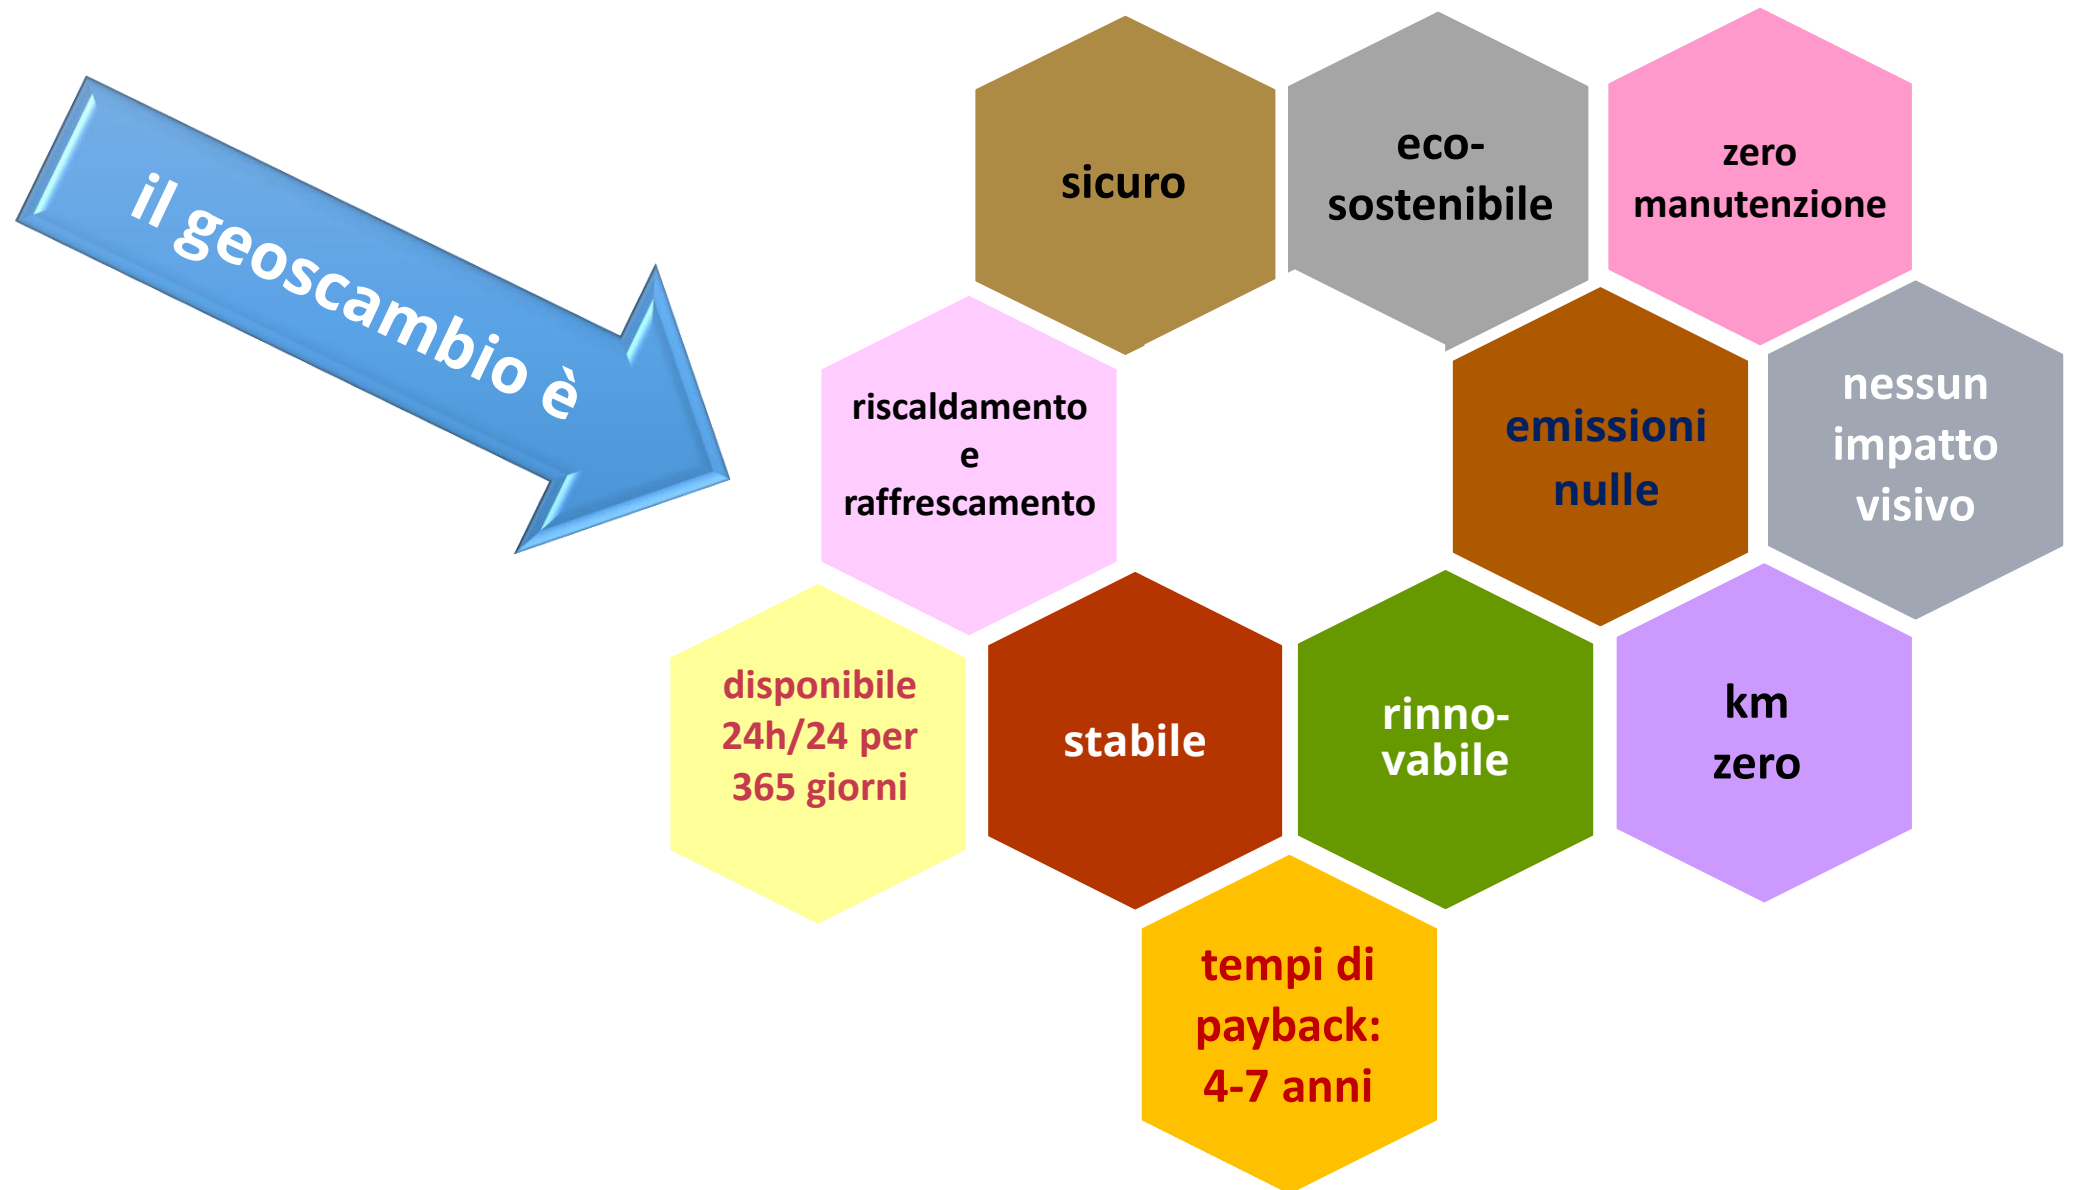 il geoscambio è
sicuro
eco-
sostenibile
zero
manutenzione
riscaldamento
e
raffrescamento
emissioni
nulle
nessun
impatto
visivo
disponibile
24h/24 per
365 giorni
stabile
rinno-
vabile
km
zero
tempi di
payback:
4-7 anni